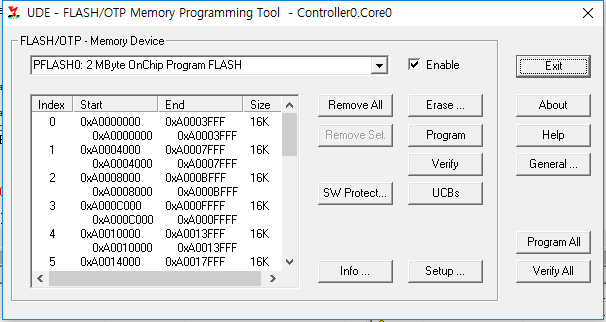 UDE - FLASH/OTP Memory Programming Tool - Controller0.Core0
FLASH/OTP - Memory Device
PFLASH0: 2 MByte OnChip Program FLASH
Enable
Exit
Index Start End Size
0 0xA0000000 0xA0003FFF 16K
0xA0000000 0xA0003FFF
1 0xA0004000 0xA0007FFF 16K
0xA0004000 0xA0007FFF
2 0xA0008000 0xA000BFFF 16K
0xA0008000 0xA000BFFF
3 0xA000C000 0xA000FFFF 16K
0xA000C000 0xA000FFFF
4 0xA0010000 0xA0013FFF 16K
0xA0010000 0xA0013FFF
5 0xA0014000 0xA0017FFF 16K
Remove All
Erase ...
About
Remove Sel.
Program
Help
Verify
General ...
SW Protect...
UCBs
Program All
Info ...
Setup ...
Verify All